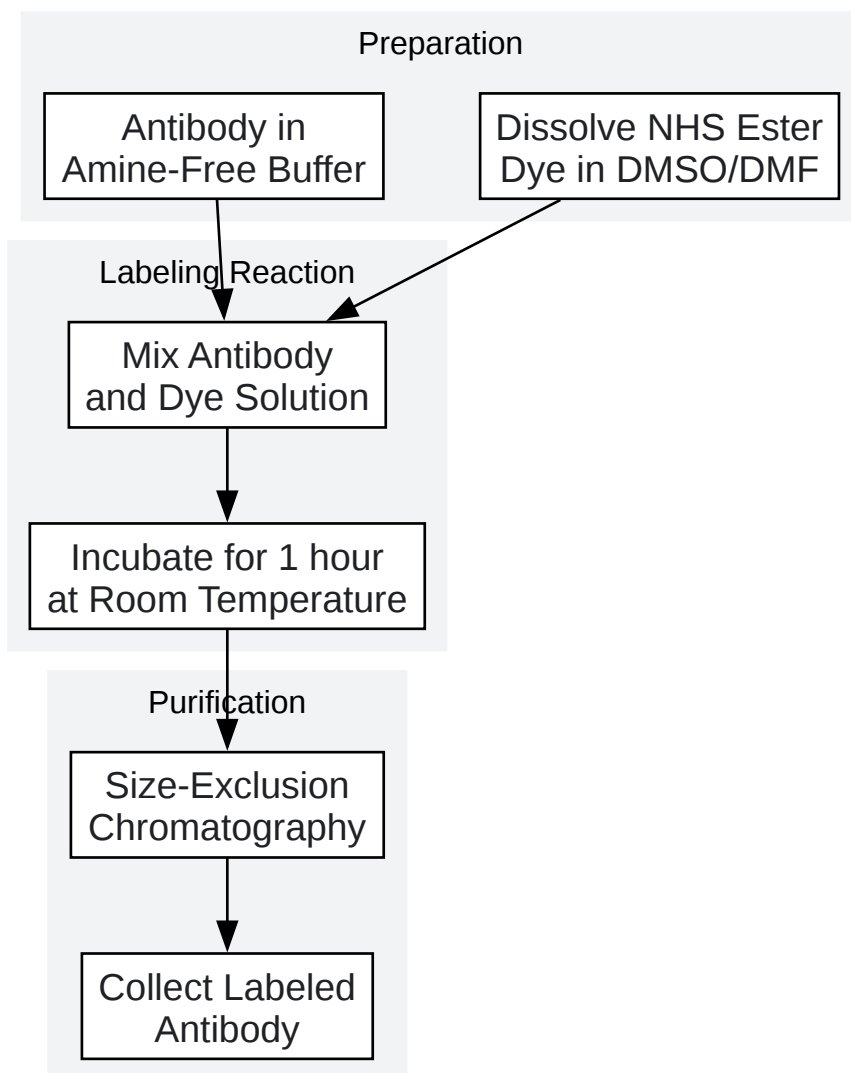 Preparation
Antibody in
Amine-Free Buffer
Dissolve NHS Ester
Dye in DMSO/DMF
Labeling Reaction
Mix Antibody
and Dye Solution
Incubate for 1 hour
at Room Temperature
Purification
Size-Exclusion
Chromatography
Collect Labeled
Antibody